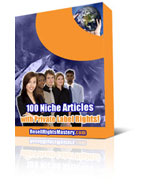 100 Niche Articles
with Private Label Rights!
ResellRightsMastery.com